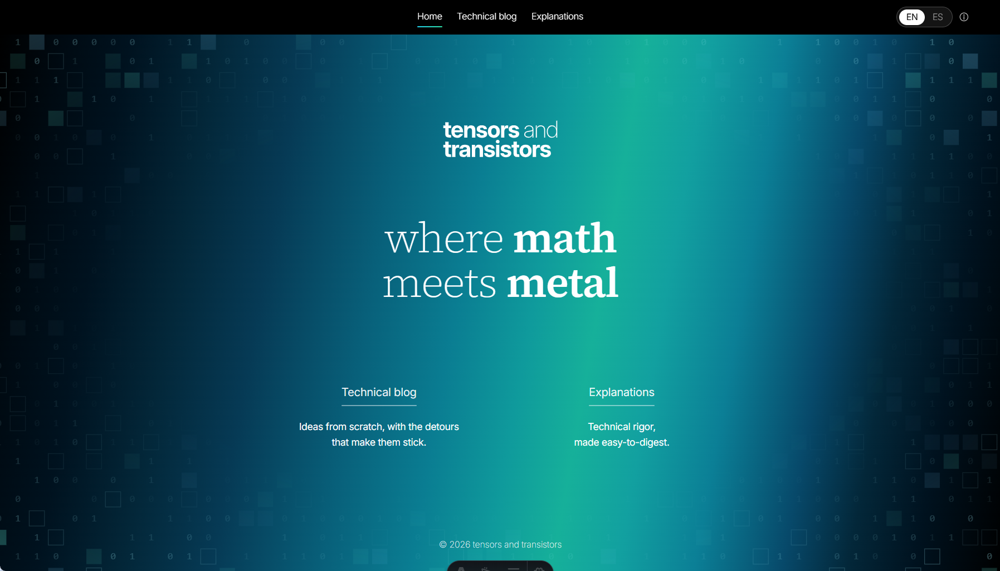 Home Technical blog Explanations EN ES
tensors and
transistors
where math
meets metal
Technical blog Explanations
Ideas from scratch, with the detours
that make them stick.
Technical rigor,
made easy-to-digest.
© 2026 tensors and transistors